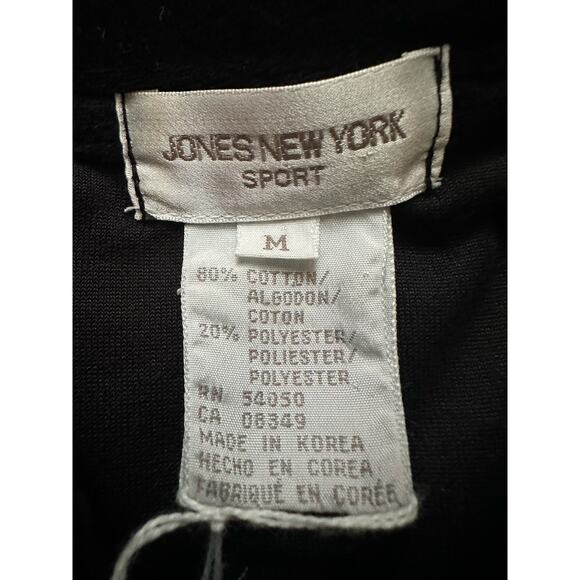 JONES NEW YORK
SPORT
M
80% COTTON/
ALGODON/
COTON
20% POLYESTER/
POLIESTER/
POLYESTER
RN 54050
CA 08349
MADE IN KOREA
HECHO EN COREA
FABRIQUÉ EN CORÉE